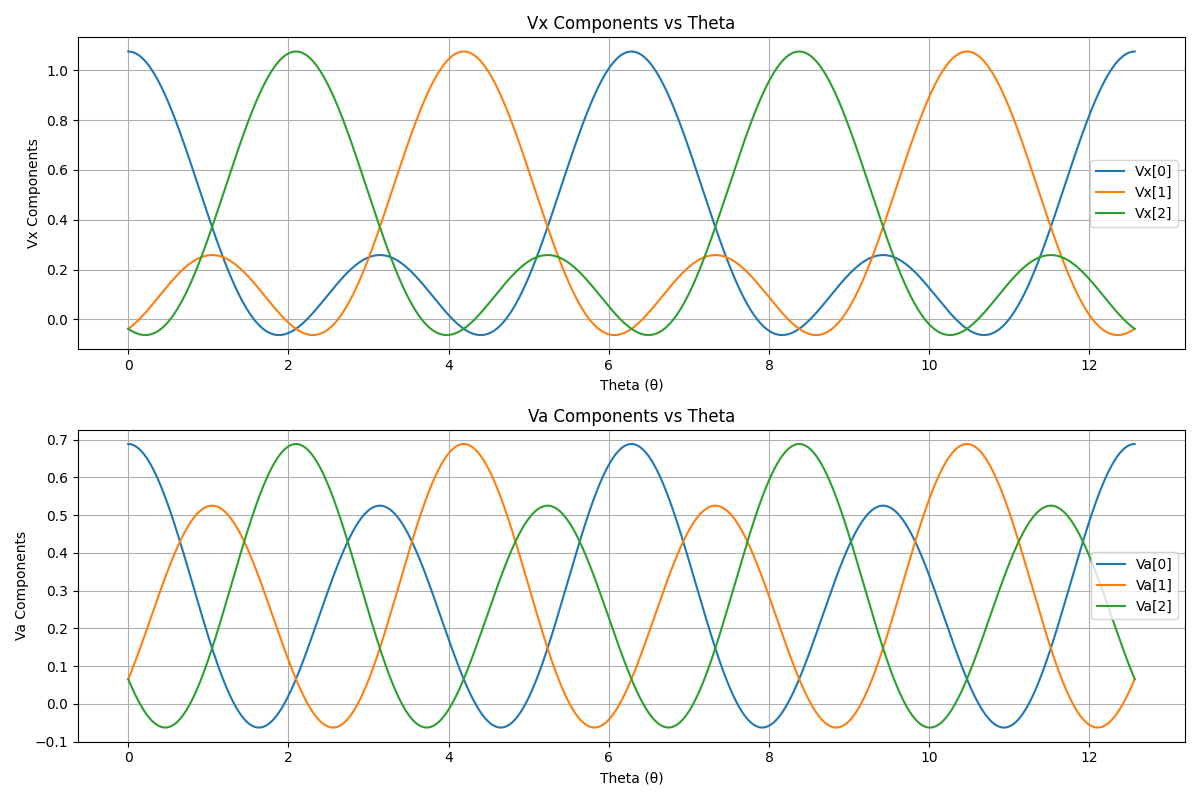 Vx Components vs Theta
Vx Components
1.0
0.8
0.6
0.4
0.2
0.0
Vx[0]
Vx[1]
Vx[2]
0 2 4 6 8 10 12
Theta (θ)
Va Components vs Theta
Va Components
0.7
0.6
0.5
0.4
0.3
0.2
0.1
0.0
−0.1
Va[0]
Va[1]
Va[2]
0 2 4 6 8 10 12
Theta (θ)